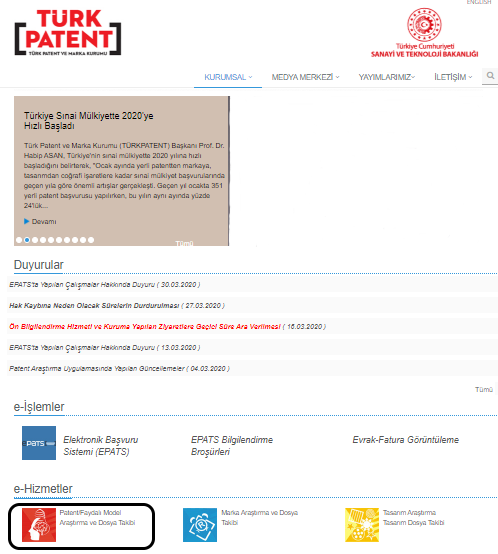 ENGLISH
TÜRK
PATENT
TÜRK PATENT VE MARKA KURUMU
Türkiye Cumhuriyeti
SANAYİ VE TEKNOLOJİ BAKANLIĞI
KURUMSAL MEDYA MERKEZİ YAYIMLARIMIZ İLETİŞİM
Türkiye Sınai Mülkiyette 2020'ye
Hızlı Başladı
Türk Patent ve Marka Kurumu (TÜRKPATENT) Başkanı Prof. Dr.
Habip ASAN, Türkiye'nin sınai mülkiyette 2020 yılına hızlı
başladığını belirterek, "Ocak ayında yerli patentten markaya,
tasarımdan coğrafi işaretlere kadar sınai mülkiyet başvurularında
geçen yıla göre önemli artışlar gerçekleşti. Geçen yıl ocakta 351
yerli patent başvurusu yapılırken, bu yılın aynı ayında yüzde
24'lük...
Devamı
Tümü
Duyurular
EPATS'ta Yapılan Çalışmalar Hakkında Duyuru ( 30.03.2020 )
Hak Kaybına Neden Olacak Sürelerin Durdurulması ( 27.03.2020 )
Ön Bilgilendirme Hizmeti ve Kuruma Yapılan Ziyaretlere Geçici Süre Ara Verilmesi ( 16.03.2020 )
EPATS'ta Yapılan Çalışmalar Hakkında Duyuru ( 13.03.2020 )
Patent Araştırma Uygulamasında Yapılan Güncellemeler ( 04.03.2020 )
Tümü
e-İşlemler
EPATS
Elektronik Başvuru
Sistemi (EPATS)
EPATS Bilgilendirme
Broşürleri
Evrak-Fatura Görüntüleme
e-Hizmetler
Patent/Faydalı Model
Araştırma ve Dosya Takibi
Marka Araştırma ve Dosya
Takibi
Tasarım Araştırma
Tasarım Dosya Takibi